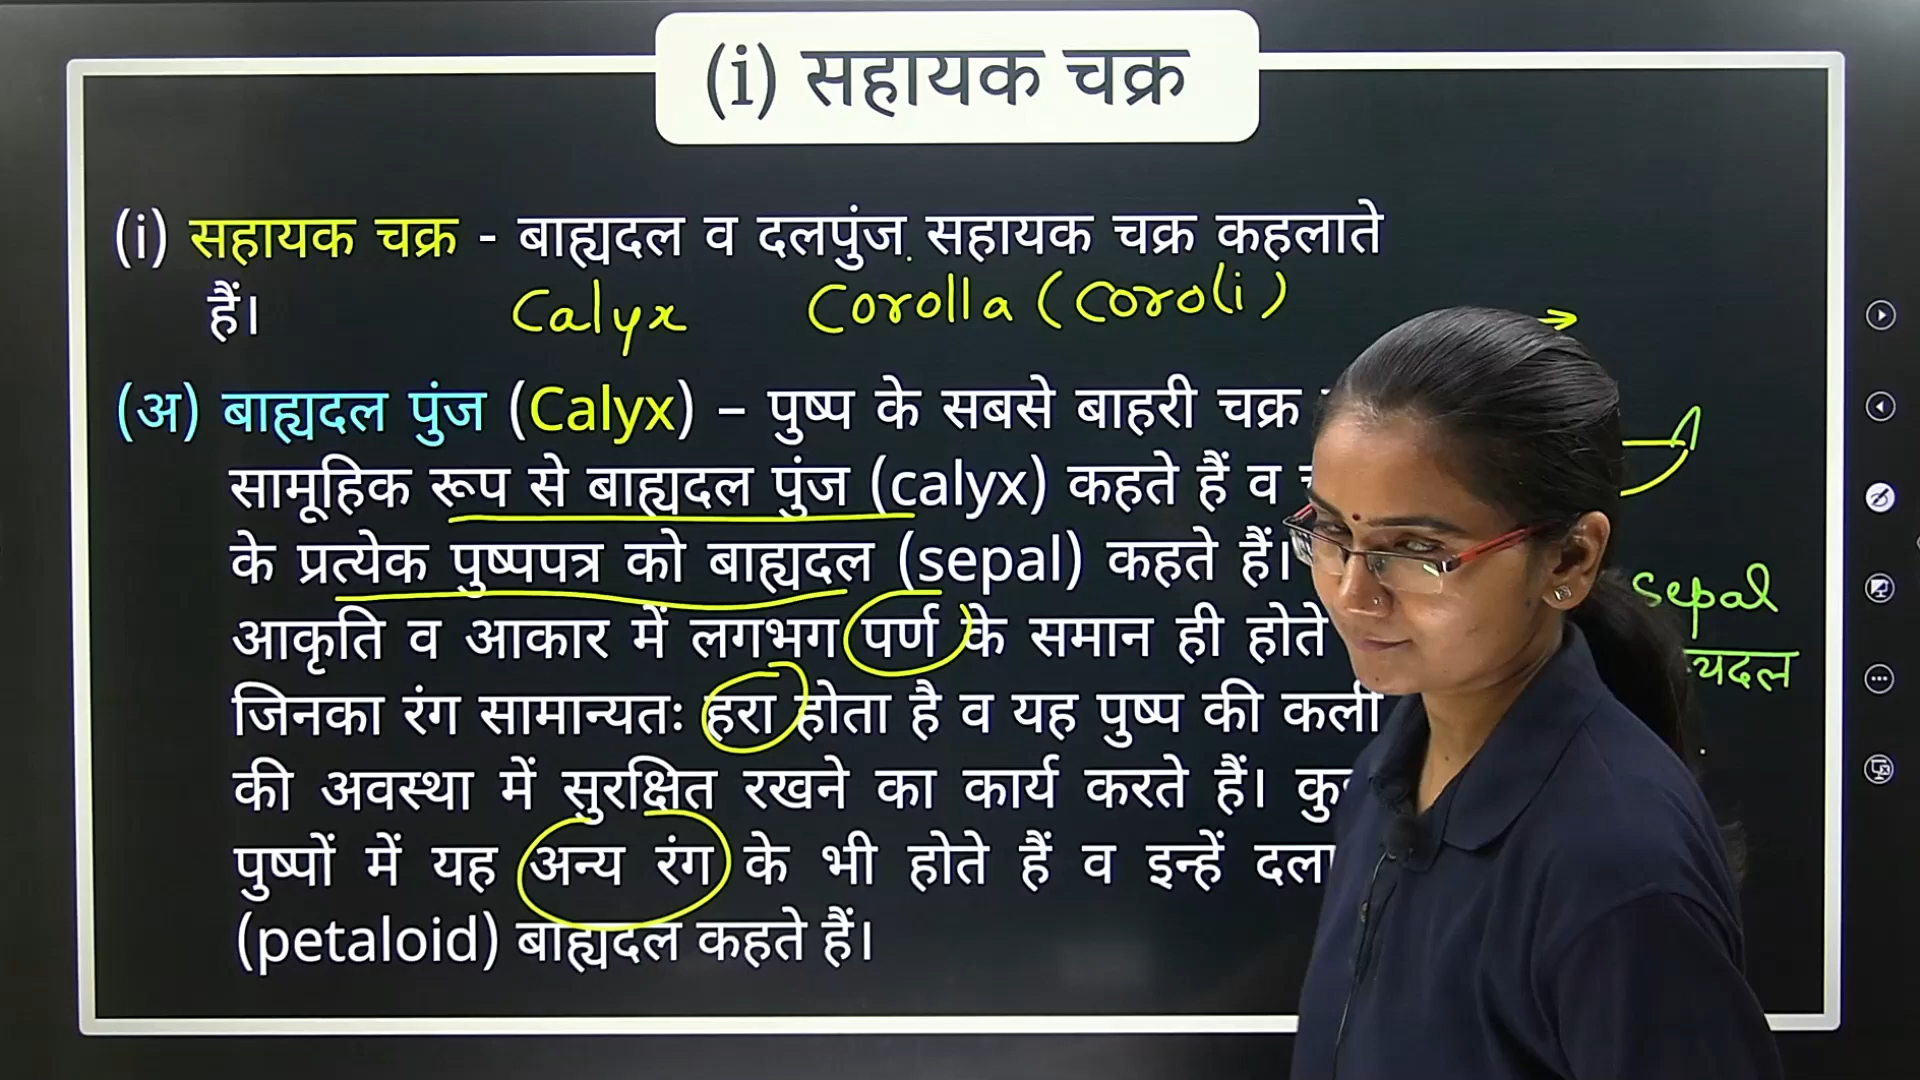 (i) सहायक चक्र
(i) सहायक चक्र - बाह्यदल व दलपुंज सहायक चक्र कहलाते
हैं।
Calyx Corolla (Coroli)
(अ) बाह्यदल पुंज (Calyx) – पुष्प के सबसे बाहरी चक्र
सामूहिक रूप से बाह्यदल पुंज (calyx) कहते हैं व
के प्रत्येक पुष्पपत्र को बाह्यदल (sepal) कहते हैं।
sepal
आकृति व आकार में लगभग पर्ण के समान ही होते
जिनका रंग सामान्यतः हरा होता है व यह पुष्प की कली
की अवस्था में सुरक्षित रखने का कार्य करते हैं।
पुष्पों में यह अन्य रंग के भी होते हैं व इन्हें
(petaloid) बाह्यदल कहते हैं।